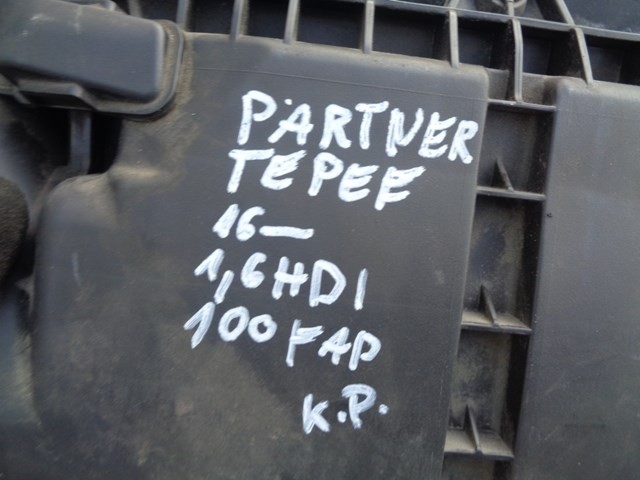 PARTNER
TEPEE
16—
1,6 HDI
100 FAP
K.P.